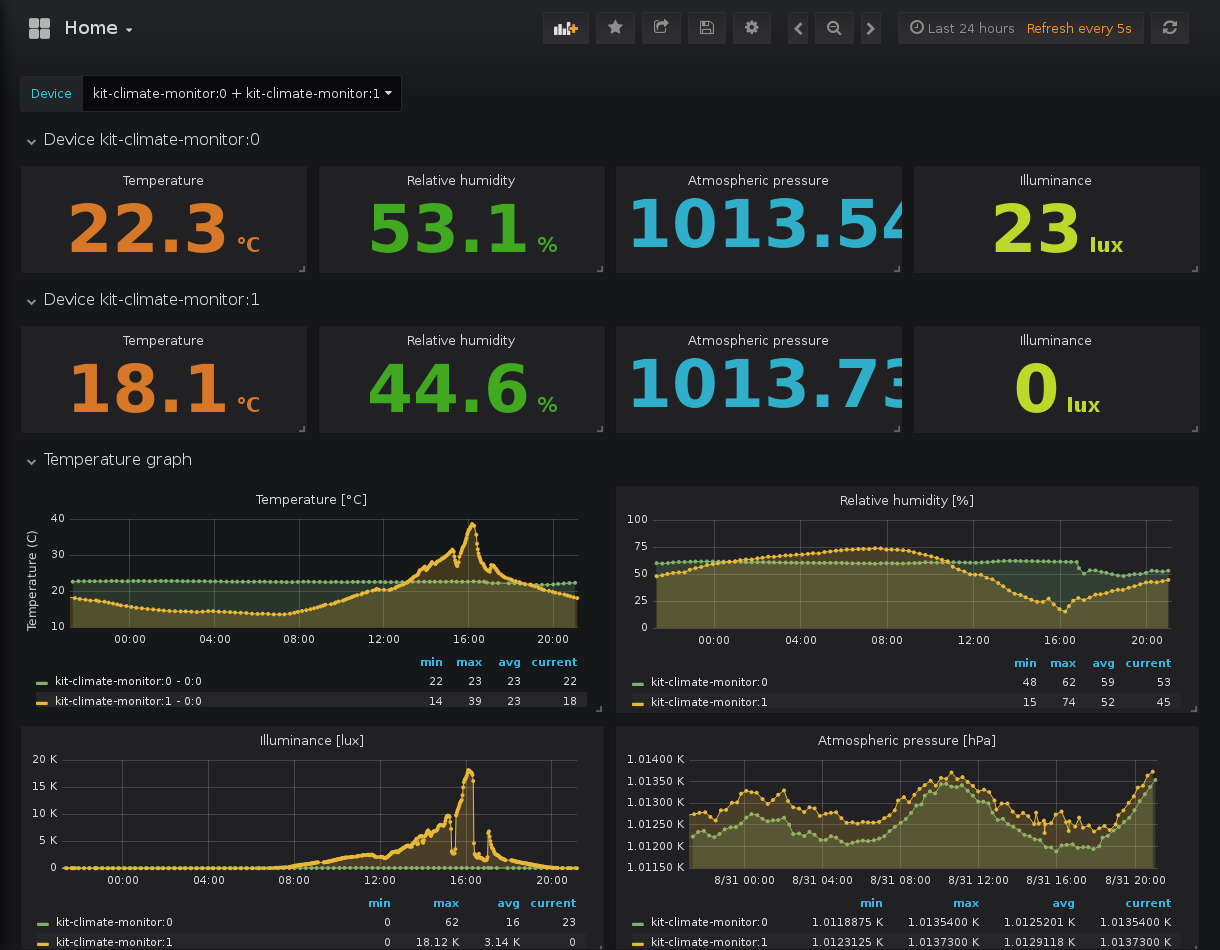 Home
Last 24 hours Refresh every 5s
Device kit-climate-monitor:0 + kit-climate-monitor:1
Device kit-climate-monitor:0
Temperature Relative humidity Atmospheric pressure Illuminance
22.3 °C 53.1 % 1013.54 23 lux
Device kit-climate-monitor:1
Temperature Relative humidity Atmospheric pressure Illuminance
18.1 °C 44.6 % 1013.73 0 lux
Temperature graph
Temperature [°C]
Temperature (C)
40
30
20
10
00:00 04:00 08:00 12:00 16:00 20:00
min max avg current
kit-climate-monitor:0 - 0:0 22 23 23 22
kit-climate-monitor:1 - 0:0 14 39 23 18
Relative humidity [%]
100
75
50
25
0
00:00 04:00 08:00 12:00 16:00 20:00
min max avg current
kit-climate-monitor:0 48 62 59 53
kit-climate-monitor:1 15 74 52 45
Illuminance [lux]
20 K
15 K
10 K
5 K
0
00:00 04:00 08:00 12:00 16:00 20:00
min max avg current
kit-climate-monitor:0 0 62 16 23
kit-climate-monitor:1 0 18.12 K 3.14 K 0
Atmospheric pressure [hPa]
1.01400 K
1.01350 K
1.01300 K
1.01250 K
1.01200 K
1.01150 K
8/31 00:00 8/31 04:00 8/31 08:00 8/31 12:00 8/31 16:00 8/31 20:00
min max avg current
kit-climate-monitor:0 1.0118875 K 1.0135400 K 1.0125201 K 1.0135400 K
kit-climate-monitor:1 1.0123125 K 1.0137300 K 1.0129118 K 1.0137300 K